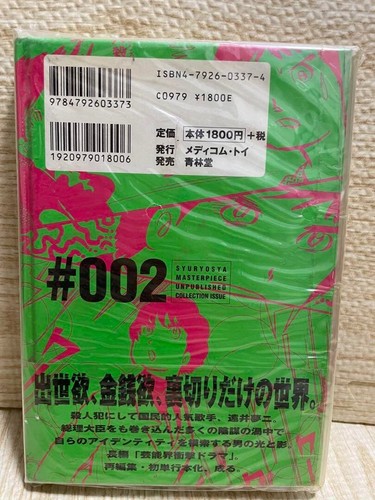 ISBN4-7926-0337-4
9784792603373
C0979 ¥1800E
1920979018006
定価 本体1800円 +税
発行 メディコム・トイ
発売 青林堂
#002
SYURYOSYA
MASTERPIECE
UNPUBLISHED
COLLECTION ISSUE
出世欲、金銭欲、裏切りだけの世界。
殺人犯にして国民的人気歌手、逃井夢二。
総理大臣をも巻き込んだ多くの陰謀の渦中で、
自らのアイデンティティを模索する男の光と影。
長編「芸能界衝撃ドラマ」
再編集・初単行本化、成る。